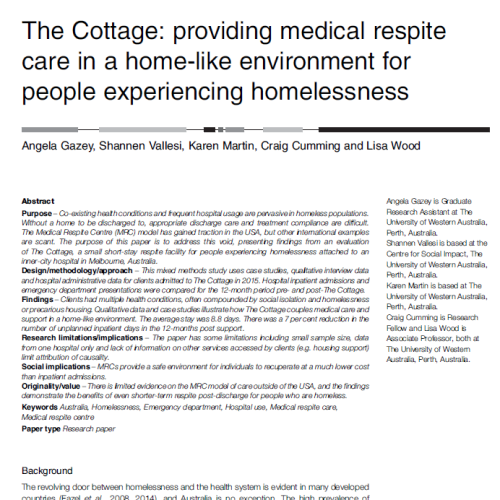 The Cottage: providing medical respite
care in a home-like environment for
people experiencing homelessness
Angela Gazey, Shannen Vallesi, Karen Martin, Craig Cumming and Lisa Wood
Abstract
Purpose – Co-existing health conditions and frequent hospital usage are pervasive in homeless populations.
Without a home to be discharged to, appropriate discharge care and treatment compliance are difficult.
The Medical Respite Centre (MRC) model has gained traction in the USA, but other international examples
are scant. The purpose of this paper is to address this void, presenting findings from an evaluation
of The Cottage, a small short-stay respite facility for people experiencing homelessness attached to an
inner-city hospital in Melbourne, Australia.
Design/methodology/approach – This mixed methods study uses case studies, qualitative interview data
and hospital administrative data for clients admitted to The Cottage in 2015. Hospital inpatient admissions and
emergency department presentations were compared for the 12-month period pre- and post-The Cottage.
Findings – Clients had multiple health conditions, often compounded by social isolation and homelessness
or precarious housing. Qualitative data and case studies illustrate how The Cottage couples medical care and
support in a home-like environment. The average stay was 8.8 days. There was a 7 per cent reduction in the
number of unplanned inpatient days in the 12-months post support.
Research limitations/implications – The paper has some limitations including small sample size, data
from one hospital only and lack of information on other services accessed by clients (e.g. housing support)
limit attribution of causality.
Social implications – MRCs provide a safe environment for individuals to recuperate at a much lower cost
than inpatient admissions.
Originality/value – There is limited evidence on the MRC model of care outside of the USA, and the findings
demonstrate the benefits of even shorter-term respite post-discharge for people who are homeless.
Keywords Australia, Homelessness, Emergency department, Hospital use, Medical respite care,
Medical respite centre
Paper type Research paper
Angela Gazey is Graduate
Research Assistant at The
University of Western Australia,
Perth, Australia.
Shannen Vallesi is based at the
Centre for Social Impact, The
University of Western Australia,
Perth, Australia.
Karen Martin is based at The
University of Western Australia,
Perth, Australia.
Craig Cumming is Research
Fellow and Lisa Wood is
Associate Professor, both at
The University of Western
Australia, Perth, Australia.
Background
The revolving door between homelessness and the health system is evident in many developed
countries (Fazel et al., 2008, 2014), and Australia is no exception. The high prevalence of